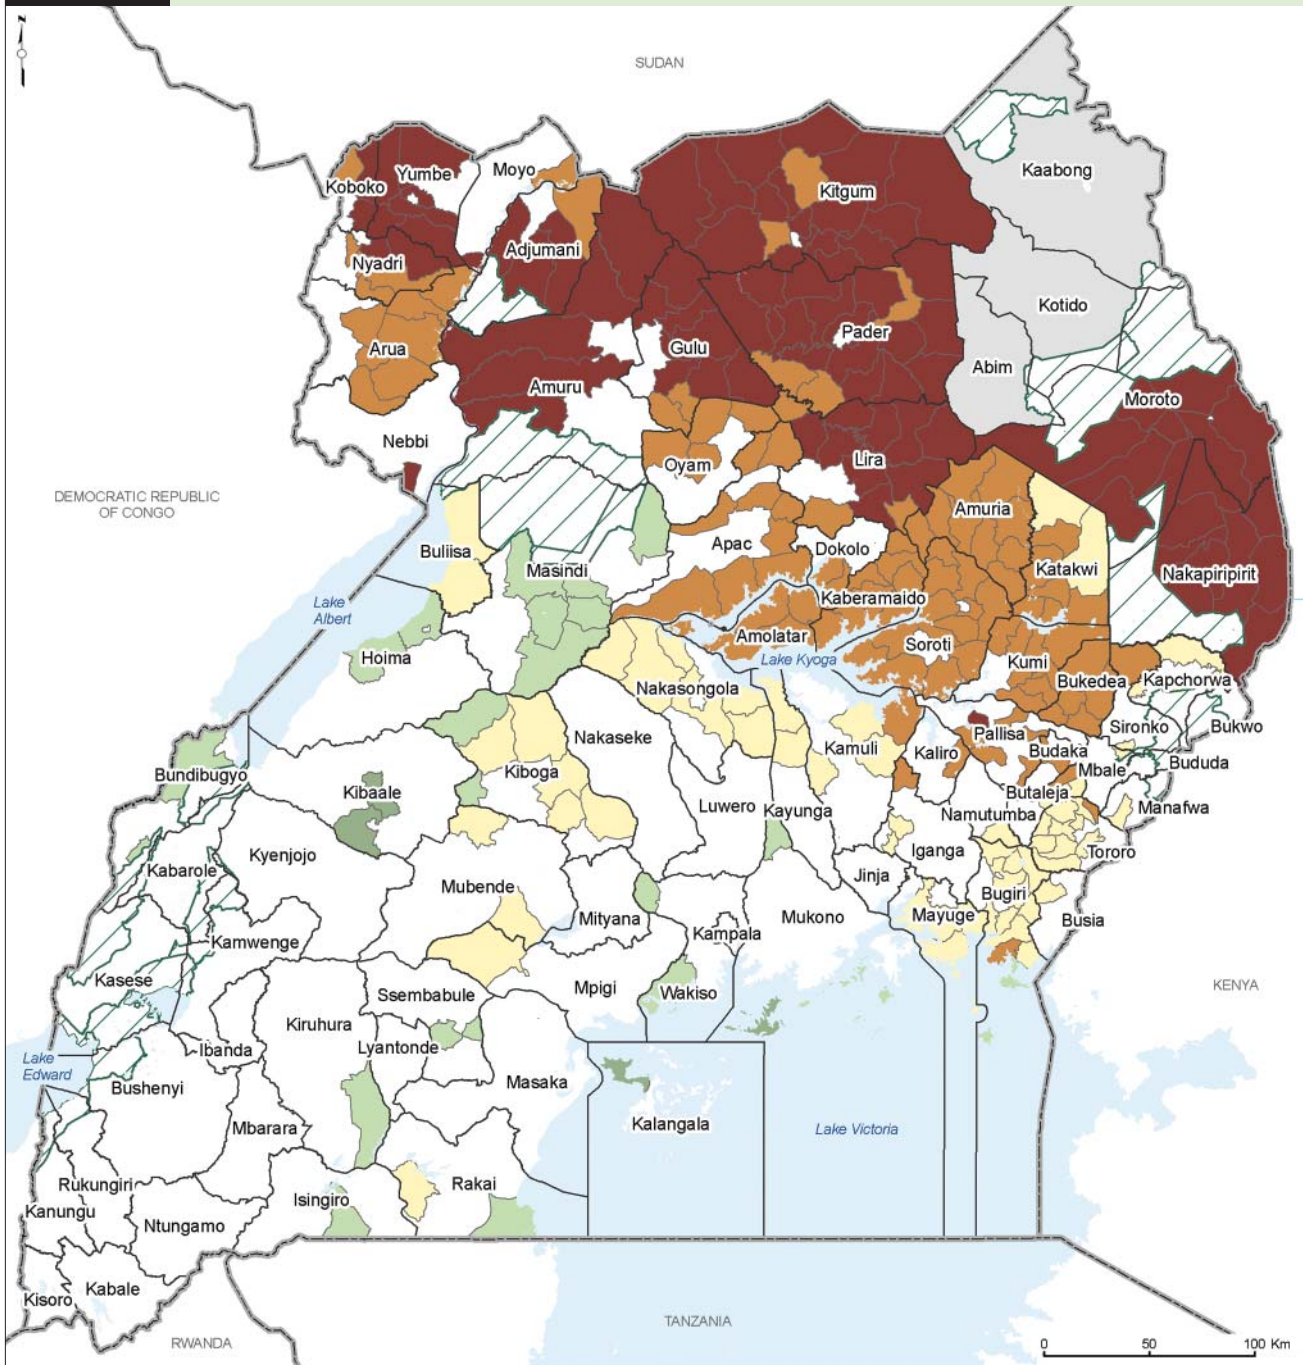 N
SUDAN
Kaabong
Yumbe
Moyo
Koboko
Kitgum
Adjumani
Nyadri
Kotido
Pader
Arua
Gulu
Abim
Amuru
Moroto
Nebbi
Lira
Oyam
DEMOCRATIC REPUBLIC
OF CONGO
Amuria
Apac
Dokolo
Buliisa
Masindi
Katakwi
Nakapiripirit
Lake
Albert
Kaberamaido
Amolatar
Soroti
Hoima
Lake Kyoga
Kumi
Bukedea
Kapchorwa
Nakasongola
Sironko
Bukwo
Nakaseke
Kamuli
Kaliro
Pallisa
Budaka
Mbale
Bududa
Bundibugyo
Kiboga
Kibaale
Butaleja
Luwero
Kayunga
Namutumba
Manafwa
Kyenjojo
Iganga
Tororo
Kabarole
Jinja
Mubende
Bugiri
Mityana
Mukono
Mayuge
Busia
Kampala
Kamwenge
Kasese
Ssembabule
Mpigi
Wakiso
KENYA
Kiruhura
Ibanda
Lyantonde
Lake
Edward
Bushenyi
Masaka
Mbarara
Kalangala
Lake Victoria
Rukungiri
Rakai
Isingiro
Kanungu
Ntungamo
Kabale
Kisoro
TANZANIA
RWANDA
0 50 100 Km